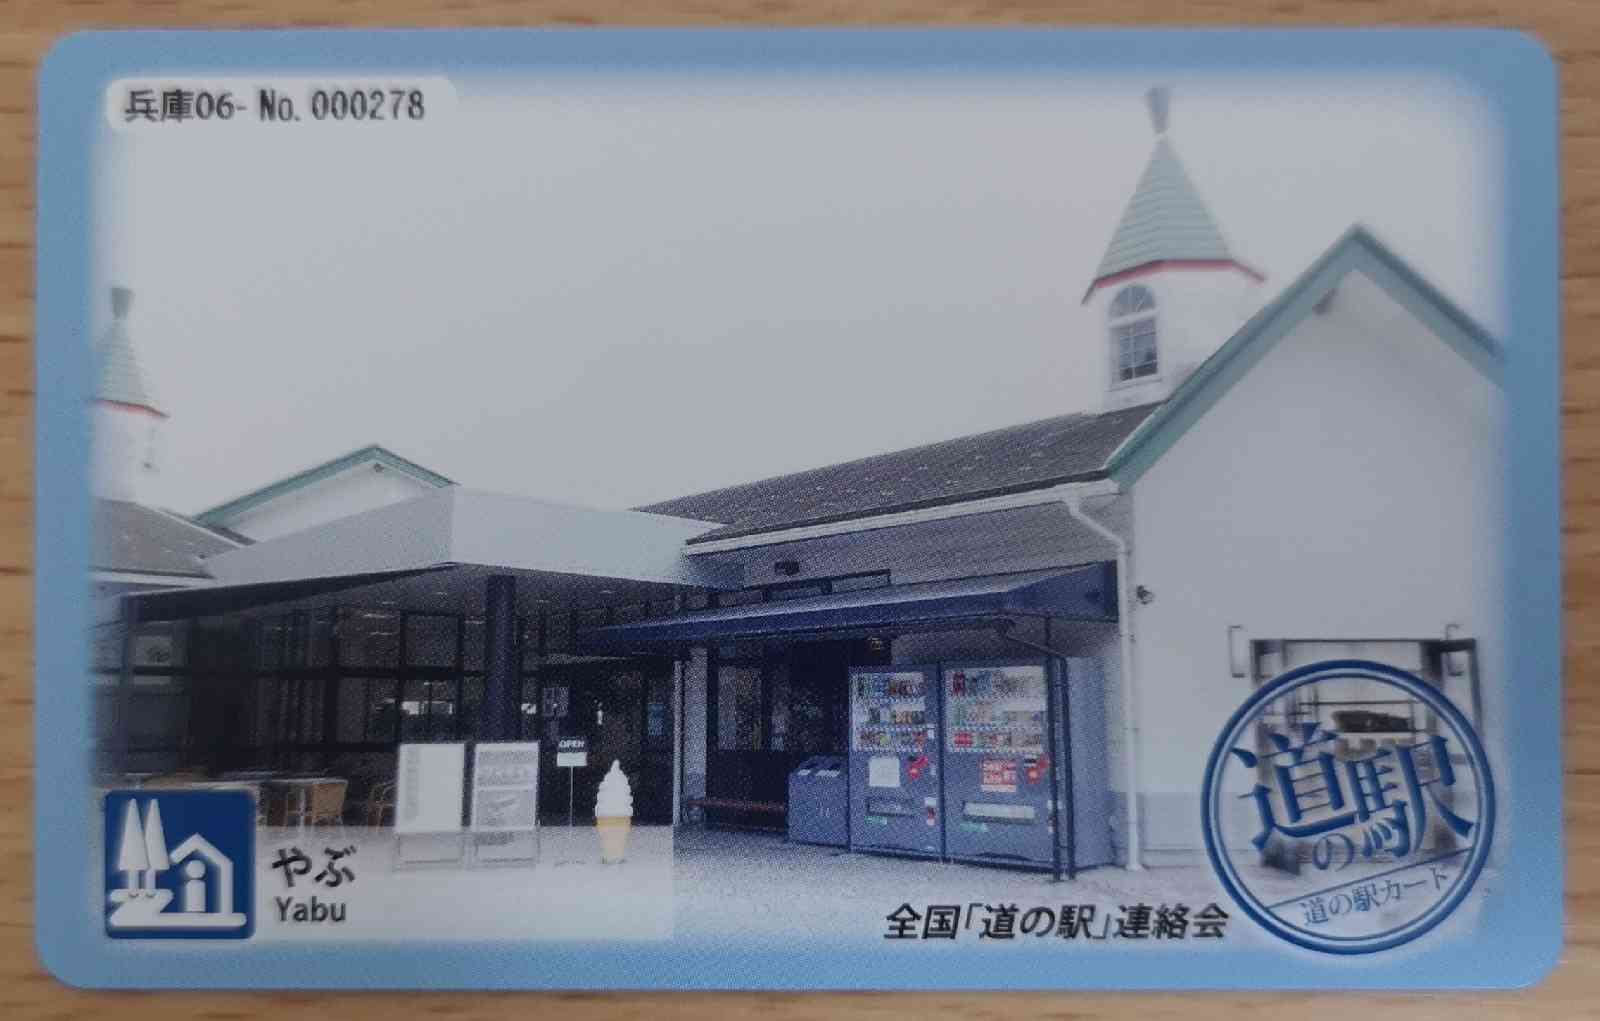 兵庫06- No. 000278
OPEN
やぶ
Yabu
全国「道の駅」連絡会
道の駅
道の駅カード